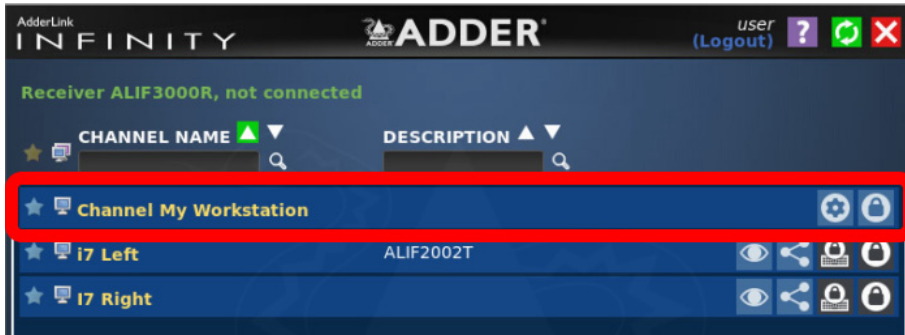 AdderLink
INFINITY
ADDER
ADDER®
user
(Logout) ?
Receiver ALIF3000R, not connected
CHANNEL NAME
DESCRIPTION
Channel My Workstation
i7 Left ALIF2002T
I7 Right